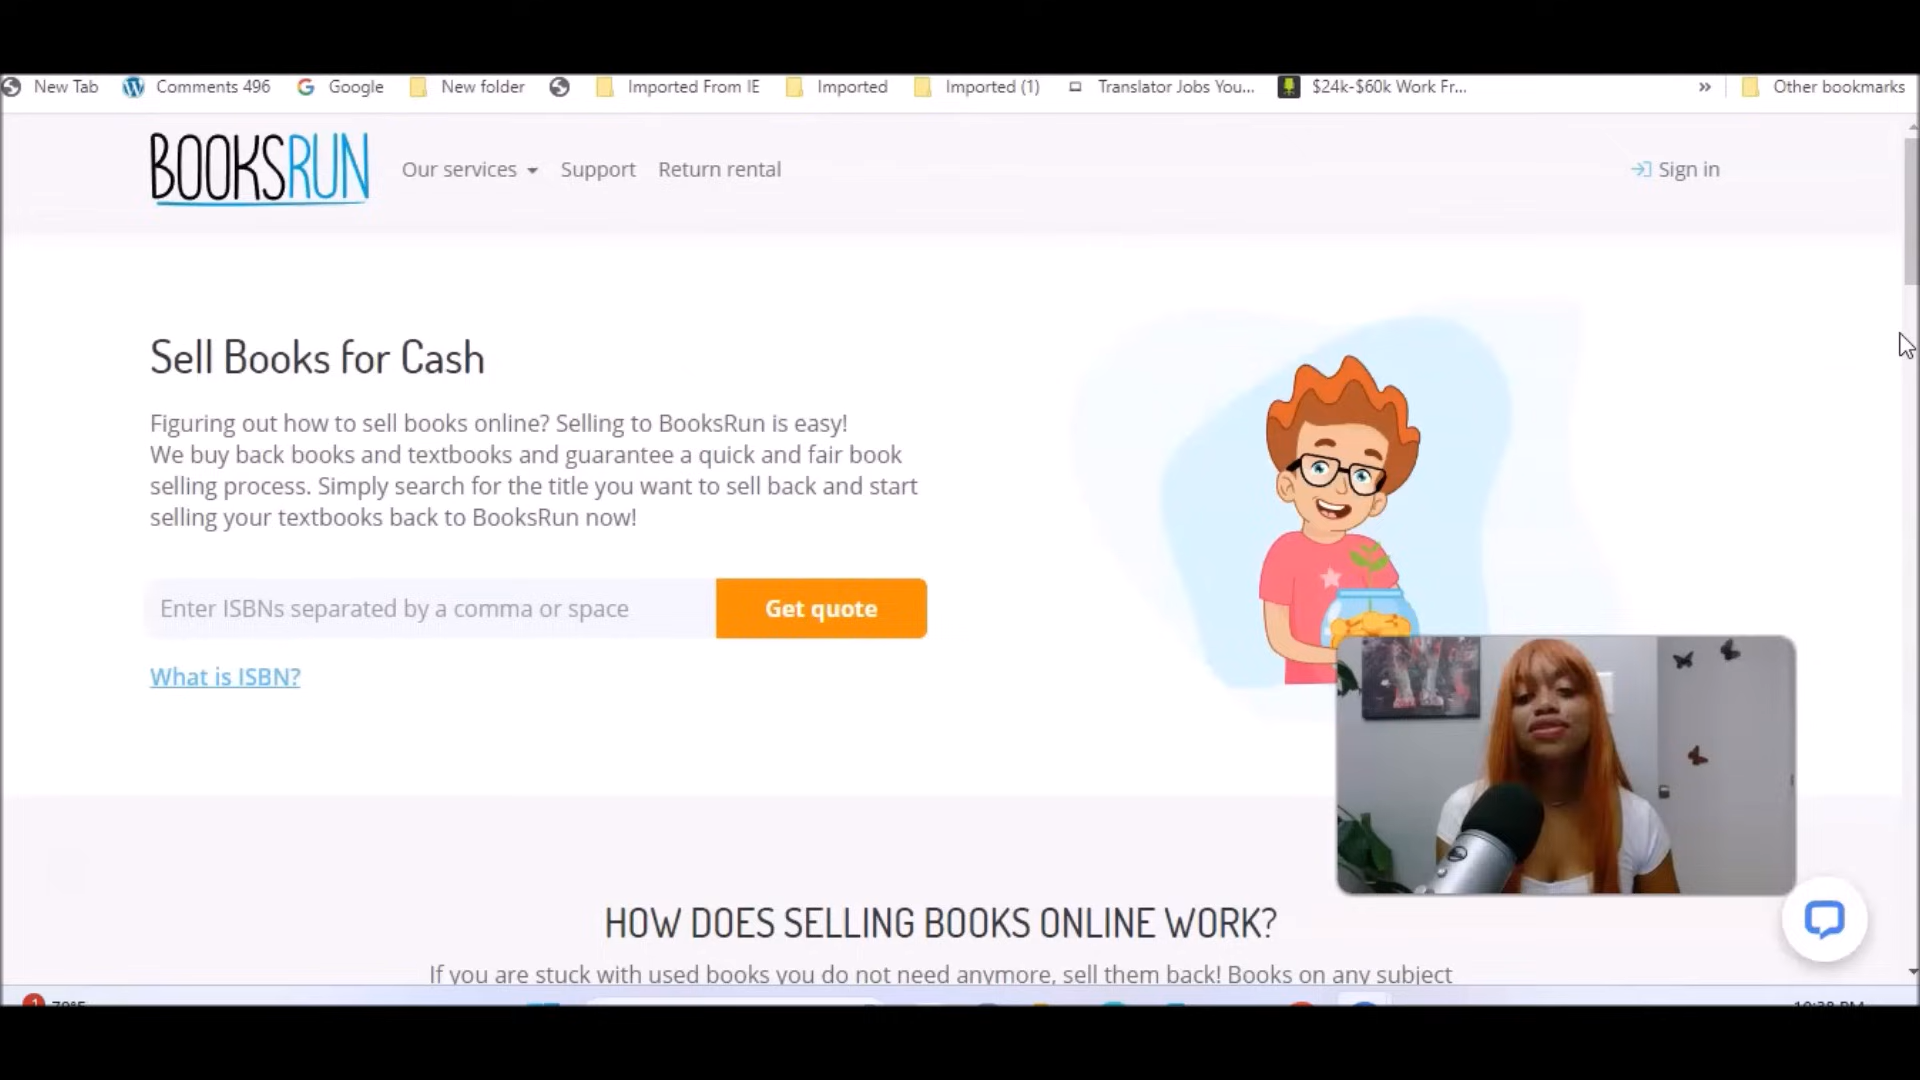 New Tab Comments 496 Google New folder Imported From IE Imported Imported (1) Translator Jobs You... $24k-$60k Work Fr... » Other bookmarks
BOOKSRUN Our services Support Return rental Sign in
Sell Books for Cash
Figuring out how to sell books online? Selling to BooksRun is easy!
We buy back books and textbooks and guarantee a quick and fair book
selling process. Simply search for the title you want to sell back and start
selling your textbooks back to BooksRun now!
Enter ISBNs separated by a comma or space Get quote
What is ISBN?
HOW DOES SELLING BOOKS ONLINE WORK?
If you are stuck with used books you do not need anymore, sell them back! Books on any subject